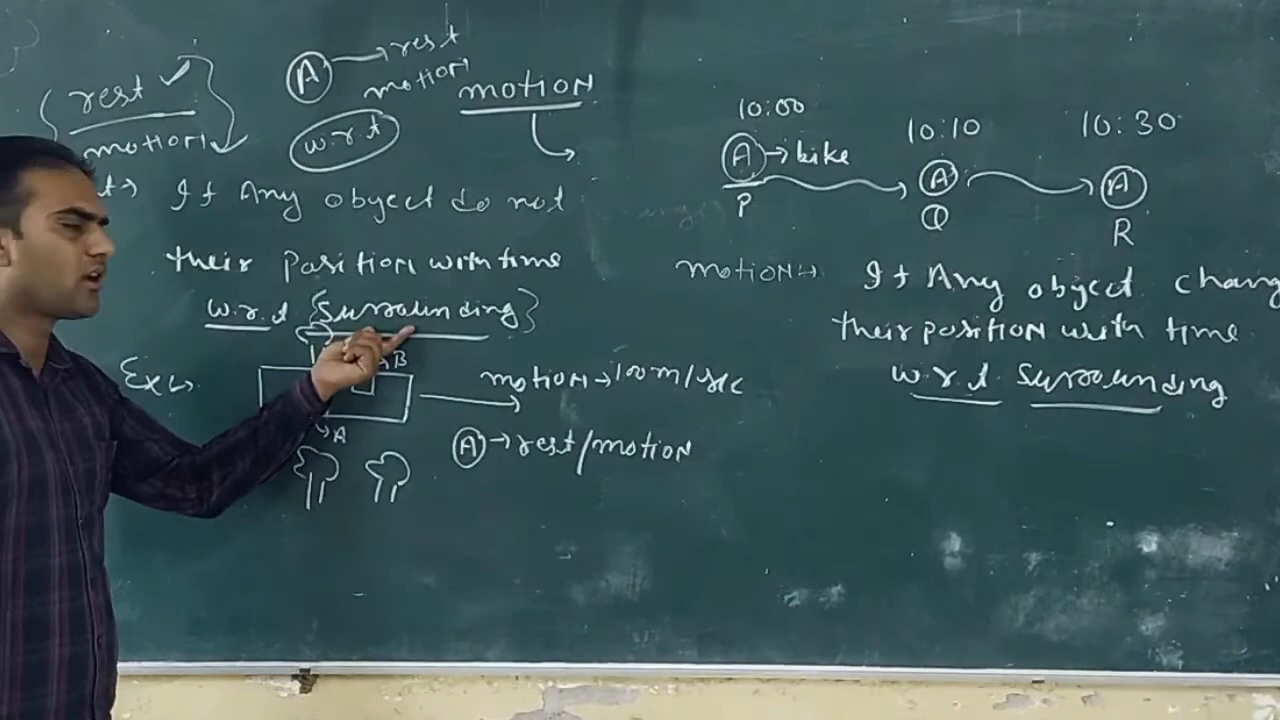 rest
motion
A → rest
motion
w.r.t
motion
t→ If Any object do not
their position with time
w.r.t {Surrounding}
Ex
B
A
motion → 100 m/sec
A → rest/motion
10:00
A → bike
P
10:10
A
Q
10:30
A
R
motion → If Any object chang
their position with time
w.r.t. Surrounding